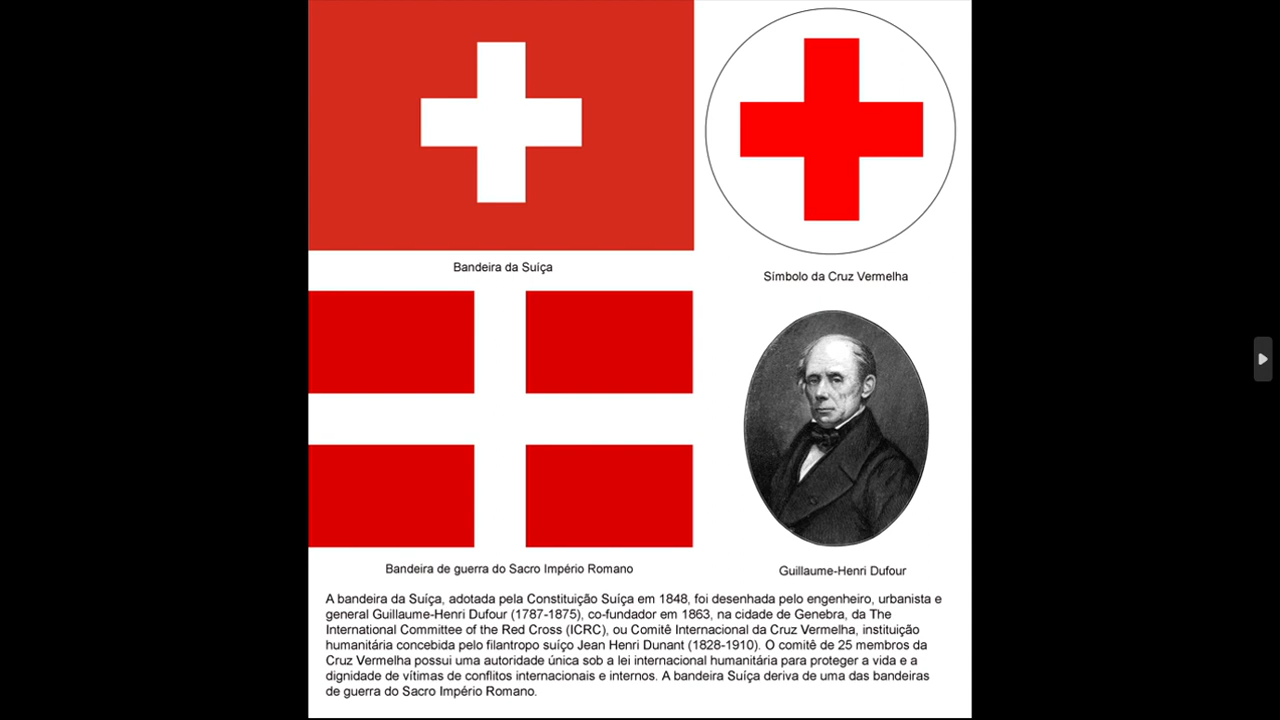 Bandeira da Suíça
Símbolo da Cruz Vermelha
Bandeira de guerra do Sacro Império Romano
Guillaume-Henri Dufour
A bandeira da Suíça, adotada pela Constituição Suíça em 1848, foi desenhada pelo engenheiro, urbanista e
general Guillaume-Henri Dufour (1787-1875), co-fundador em 1863, na cidade de Genebra, da The
International Committee of the Red Cross (ICRC), ou Comitê Internacional da Cruz Vermelha, instituição
humanitária concebida pelo filantropo suíço Jean Henri Dunant (1828-1910). O comitê de 25 membros da
Cruz Vermelha possui uma autoridade única sob a lei internacional humanitária para proteger a vida e a
dignidade de vítimas de conflitos internacionais e internos. A bandeira Suíça deriva de uma das bandeiras
de guerra do Sacro Império Romano.